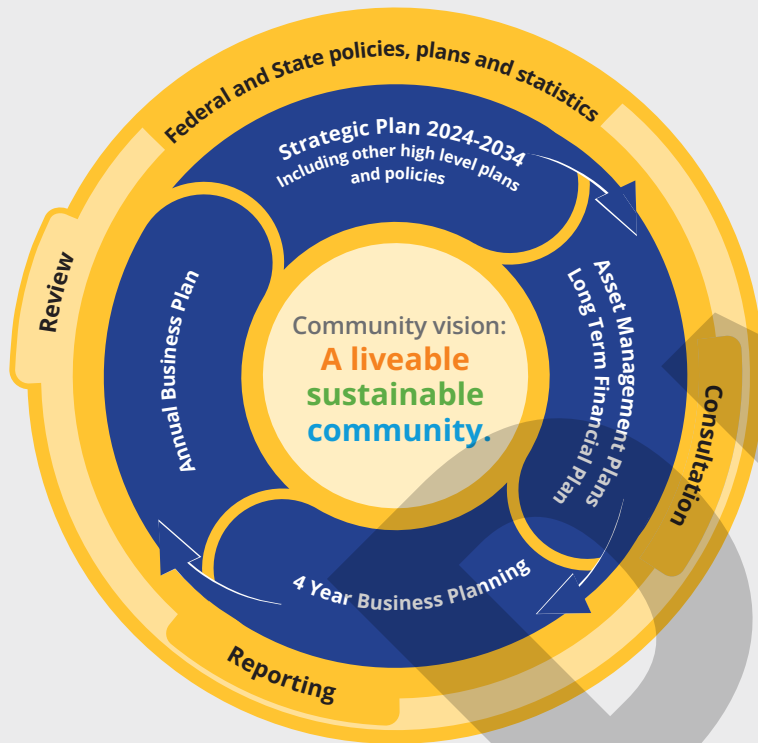 Federal and State policies, plans and statistics
Strategic Plan 2024-2034
Including other high level plans
and policies
Asset Management Plans
Long Term Financial Plan
Consultation
4 Year Business Planning
Reporting
Annual Business Plan
Review
Community vision:
A liveable
sustainable
community.